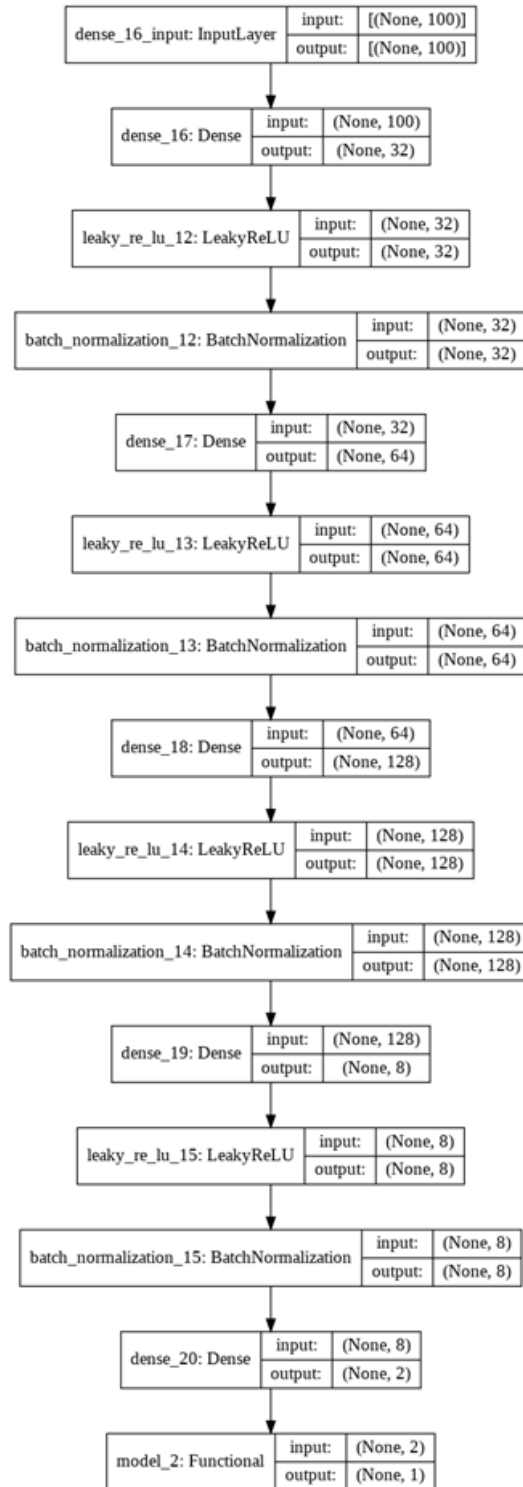 dense_16_input: InputLayer input: [(None, 100)]
output: [(None, 100)]
dense_16: Dense input: (None, 100)
output: (None, 32)
leaky_re_lu_12: LeakyReLU input: (None, 32)
output: (None, 32)
batch_normalization_12: BatchNormalization input: (None, 32)
output: (None, 32)
dense_17: Dense input: (None, 32)
output: (None, 64)
leaky_re_lu_13: LeakyReLU input: (None, 64)
output: (None, 64)
batch_normalization_13: BatchNormalization input: (None, 64)
output: (None, 64)
dense_18: Dense input: (None, 64)
output: (None, 128)
leaky_re_lu_14: LeakyReLU input: (None, 128)
output: (None, 128)
batch_normalization_14: BatchNormalization input: (None, 128)
output: (None, 128)
dense_19: Dense input: (None, 128)
output: (None, 8)
leaky_re_lu_15: LeakyReLU input: (None, 8)
output: (None, 8)
batch_normalization_15: BatchNormalization input: (None, 8)
output: (None, 8)
dense_20: Dense input: (None, 8)
output: (None, 2)
model_2: Functional input: (None, 2)
output: (None, 1)